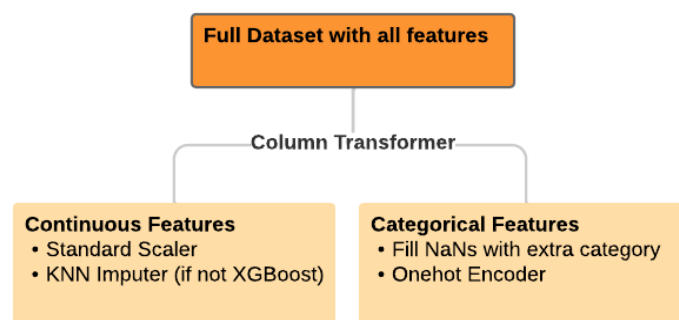 Full Dataset with all features
Column Transformer
Continuous Features
• Standard Scaler
• KNN Imputer (if not XGBoost)
Categorical Features
• Fill NaNs with extra category
• Onehot Encoder